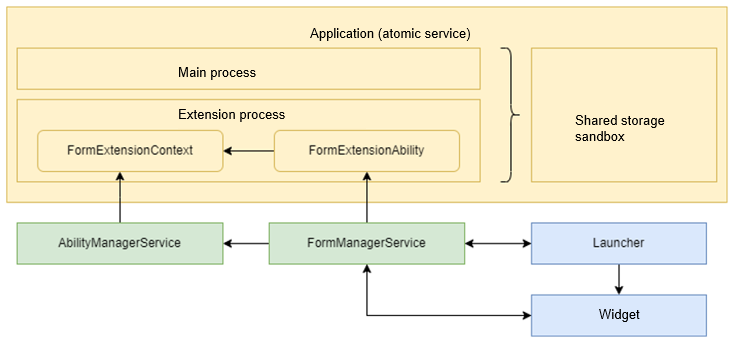 Application (atomic service)
Main process
Extension process
FormExtensionContext
FormExtensionAbility
Shared storage
sandbox
AbilityManagerService
FormManagerService
Launcher
Widget